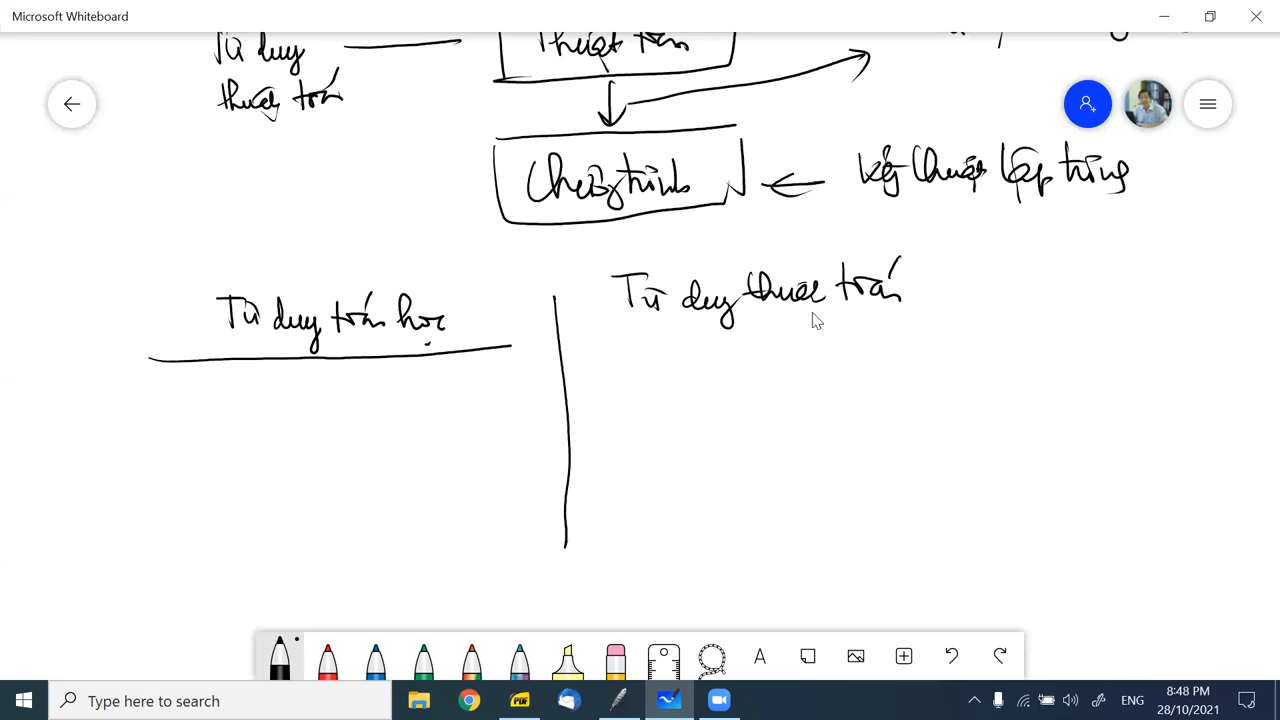 Microsoft Whiteboard
Tư duy
thuật toán
Thuật toán
Chương trình
Kỹ thuật lập trình
Tư duy toán học
Tư duy thuật toán
Type here to search
ENG
8:48 PM
28/10/2021